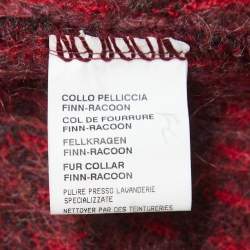 COLLO PELLICCIA
FINN-RACOON
COL DE FOURRURE
FINN-RACOON
FELLKRAGEN
FINN-RACOON
FUR COLLAR
FINN-RACOON
PULIRE PRESSO LAVANDERIE
SPECIALIZZATE
NETTOYER PAR DES TEINTURERIES